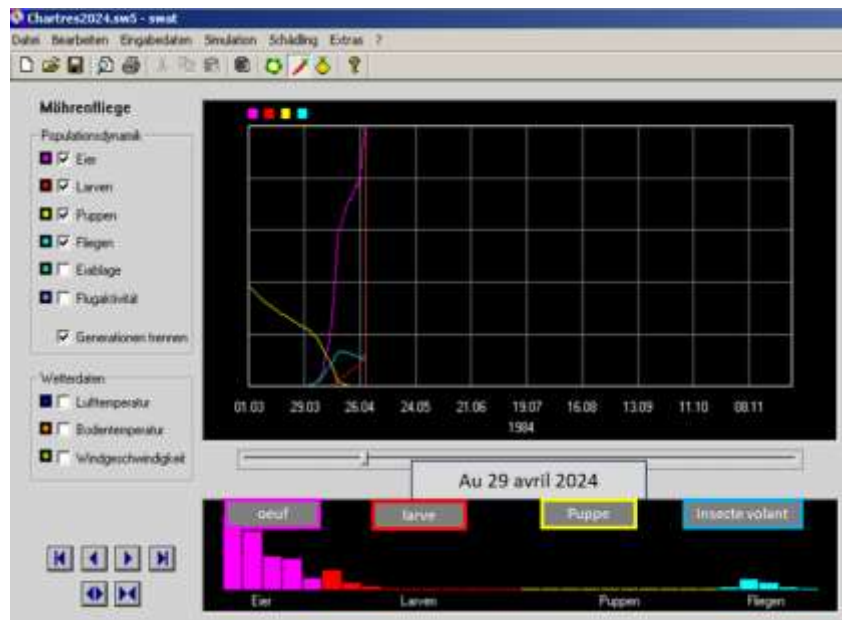 Chartres2024.sw5 - swat
Datei Bearbeiten Eingabedaten Simulation Schädling Extras ?
Möhrenfliege
Populationsdynamik
Eier
Larven
Puppen
Fliegen
Eiablage
Flugaktivität
Generationen trennen
Wetterdaten
Lufttemperatur
Bodentemperatur
Windgeschwindigkeit
01.03 29.03 26.04 24.05 21.06 19.07 16.08 13.09 11.10 08.11
1984
Au 29 avril 2024
oeuf larve Puppe Insecte volant
Eier Larven Puppen Fliegen